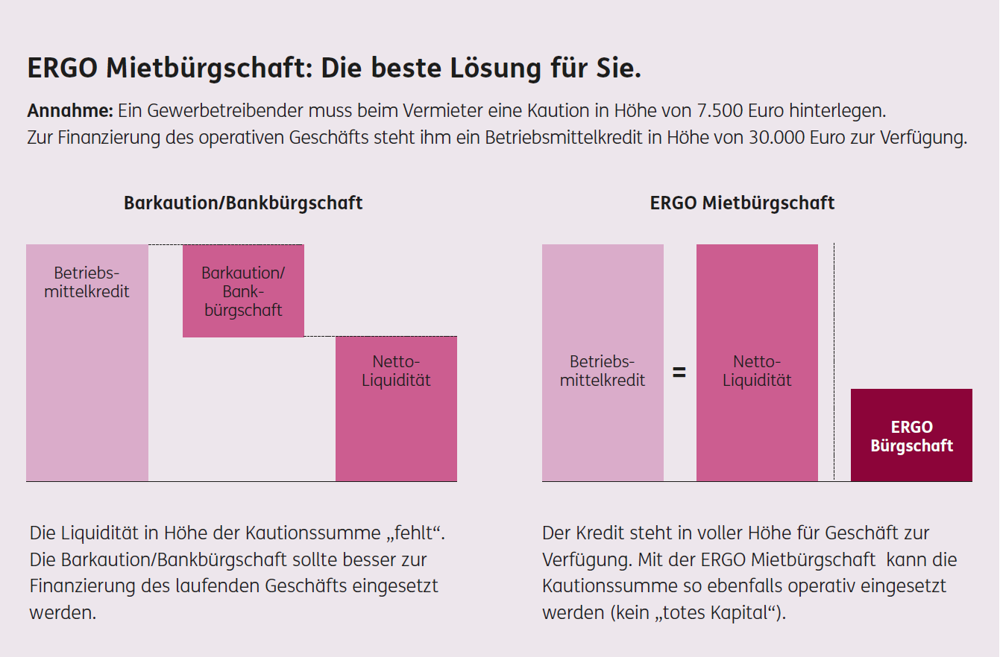 ERGO Mietbürgschaft: Die beste Lösung für Sie.
Annahme: Ein Gewerbetreibender muss beim Vermieter eine Kaution in Höhe von 7.500 Euro hinterlegen.
Zur Finanzierung des operativen Geschäfts steht ihm ein Betriebsmittelkredit in Höhe von 30.000 Euro zur Verfügung.
Barkaution/Bankbürgschaft
Betriebs-
mittelkredit
Barkaution/
Bank-
bürgschaft
Netto-
Liquidität
Die Liquidität in Höhe der Kautionssumme „fehlt“.
Die Barkaution/Bankbürgschaft sollte besser zur
Finanzierung des laufenden Geschäfts eingesetzt
werden.
ERGO Mietbürgschaft
Betriebs-
mittelkredit
=
Netto-
Liquidität
ERGO
Bürgschaft
Der Kredit steht in voller Höhe für Geschäft zur
Verfügung. Mit der ERGO Mietbürgschaft  kann die
Kautionssumme so ebenfalls operativ eingesetzt
werden (kein „totes Kapital“).